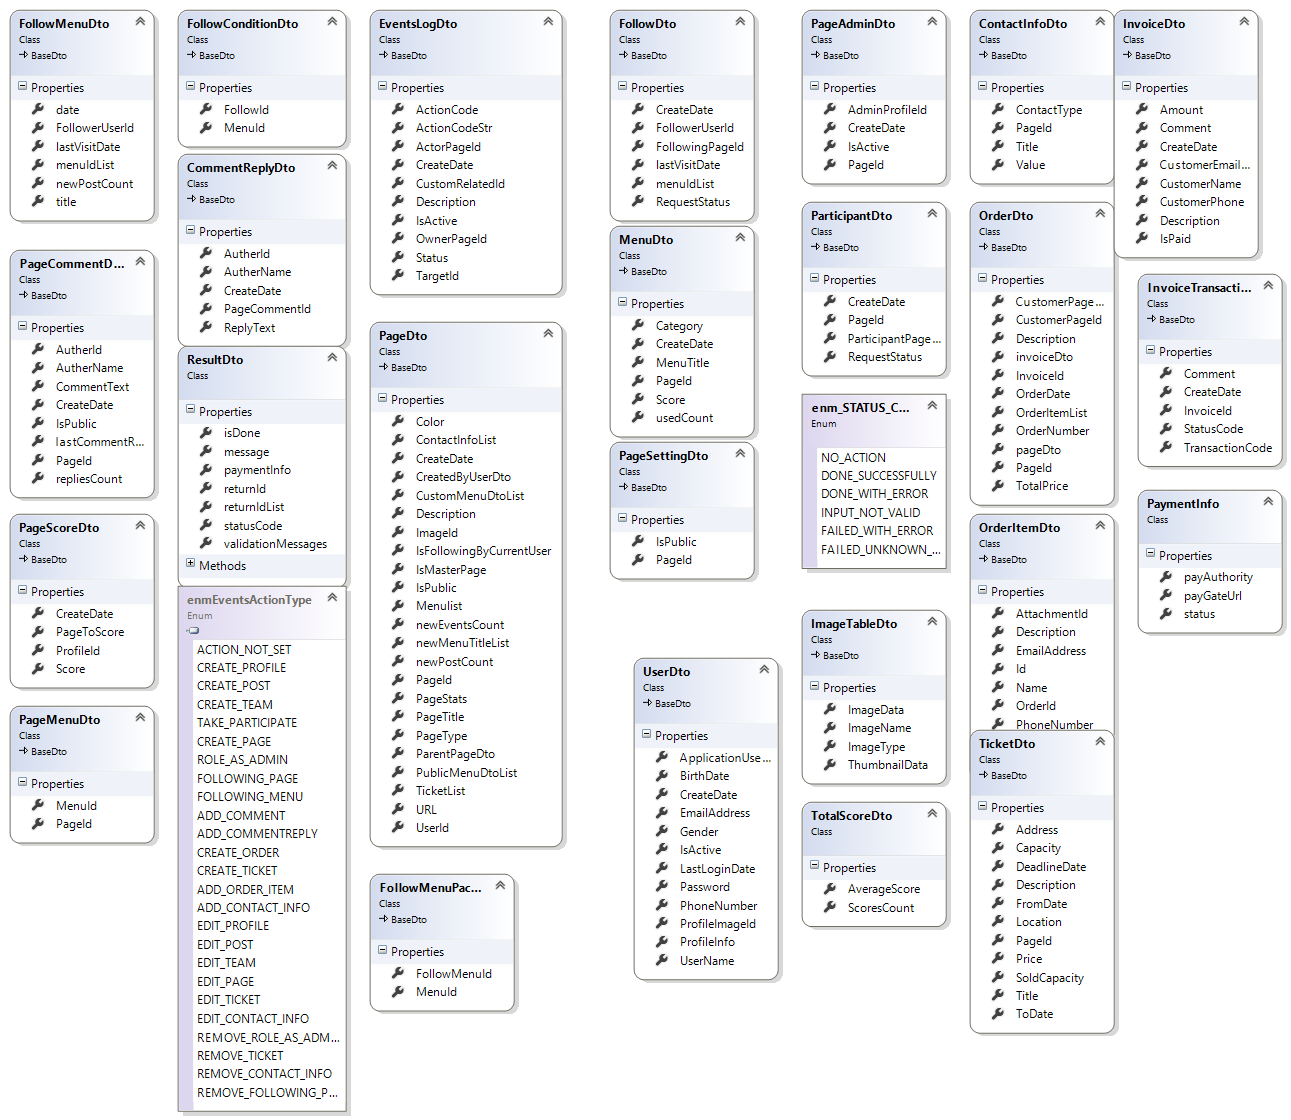 FollowMenuDto
Class
BaseDto
Properties
date
FollowerUserId
lastVisitDate
menuIdList
newPostCount
title
PageCommentD...
Class
BaseDto
Properties
AutherId
AutherName
CommentText
CreateDate
IsPublic
lastCommentR...
PageId
repliesCount
PageScoreDto
Class
BaseDto
Properties
CreateDate
PageToScore
ProfileId
Score
PageMenuDto
Class
BaseDto
Properties
MenuId
PageId
FollowConditionDto
Class
BaseDto
Properties
FollowId
MenuId
CommentReplyDto
Class
BaseDto
Properties
AutherId
AutherName
CreateDate
PageCommentId
ReplyText
ResultDto
Class
Properties
isDone
message
paymentInfo
returnId
returnIdList
statusCode
validationMessages
Methods
enmEventsActionType
Enum
ACTION_NOT_SET
CREATE_PROFILE
CREATE_POST
CREATE_TEAM
TAKE_PARTICIPATE
CREATE_PAGE
ROLE_AS_ADMIN
FOLLOWING_PAGE
FOLLOWING_MENU
ADD_COMMENT
ADD_COMMENTREPLY
CREATE_ORDER
CREATE_TICKET
ADD_ORDER_ITEM
ADD_CONTACT_INFO
EDIT_PROFILE
EDIT_POST
EDIT_TEAM
EDIT_PAGE
EDIT_TICKET
EDIT_CONTACT_INFO
REMOVE_ROLE_AS_ADM...
REMOVE_TICKET
REMOVE_CONTACT_INFO
REMOVE_FOLLOWING_P...
EventsLogDto
Class
BaseDto
Properties
ActionCode
ActionCodeStr
ActorPageId
CreateDate
CustomRelatedId
Description
IsActive
OwnerPageId
Status
TargetId
PageDto
Class
BaseDto
Properties
Color
ContactInfoList
CreateDate
CreatedByUserDto
CustomMenuDtoList
Description
ImageId
IsFollowingByCurrentUser
IsMasterPage
IsPublic
Menulist
newEventsCount
newMenuTitleList
newPostCount
PageId
PageStats
PageTitle
PageType
ParentPageDto
PublicMenuDtoList
TicketList
URL
UserId
FollowMenuPac...
Class
BaseDto
Properties
FollowMenuId
MenuId
FollowDto
Class
BaseDto
Properties
CreateDate
FollowerUserId
FollowingPageId
lastVisitDate
menuIdList
RequestStatus
MenuDto
Class
BaseDto
Properties
Category
CreateDate
MenuTitle
PageId
Score
usedCount
PageSettingDto
Class
BaseDto
Properties
IsPublic
PageId
UserDto
Class
BaseDto
Properties
ApplicationUse...
BirthDate
CreateDate
EmailAddress
Gender
IsActive
LastLoginDate
Password
PhoneNumber
ProfileImageId
ProfileInfo
UserName
PageAdminDto
Class
BaseDto
Properties
AdminProfileId
CreateDate
IsActive
PageId
ParticipantDto
Class
BaseDto
Properties
CreateDate
PageId
ParticipantPage...
RequestStatus
enm_STATUS_C...
Enum
NO_ACTION
DONE_SUCCESSFULLY
DONE_WITH_ERROR
INPUT_NOT_VALID
FAILED_WITH_ERROR
FAILED_UNKNOWN_...
ImageTableDto
Class
BaseDto
Properties
ImageData
ImageName
ImageType
ThumbnailData
TotalScoreDto
Class
Properties
AverageScore
ScoresCount
ContactInfoDto
Class
BaseDto
Properties
ContactType
PageId
Title
Value
OrderDto
Class
BaseDto
Properties
CustomerPage...
CustomerPageId
Description
invoiceDto
InvoiceId
OrderDate
OrderItemList
OrderNumber
pageDto
PageId
TotalPrice
OrderItemDto
Class
BaseDto
Properties
AttachmentId
Description
EmailAddress
Id
Name
OrderId
PhoneNumber
TicketDto
Class
BaseDto
Properties
Address
Capacity
DeadlineDate
Description
FromDate
Location
PageId
Price
SoldCapacity
Title
ToDate
InvoiceDto
Class
BaseDto
Properties
Amount
Comment
CreateDate
CustomerEmail...
CustomerName
CustomerPhone
Description
IsPaid
InvoiceTransacti...
Class
BaseDto
Properties
Comment
CreateDate
InvoiceId
StatusCode
TransactionCode
PaymentInfo
Class
Properties
payAuthority
payGateUrl
status